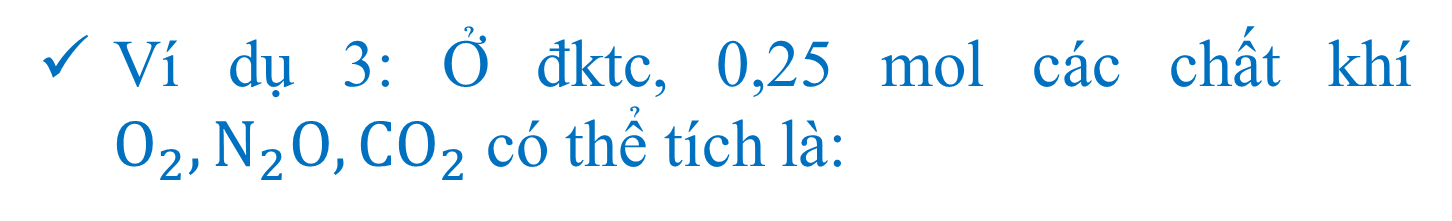 ✓ Ví dụ 3: Ở đktc, 0,25 mol các chất khí
O₂, N₂O, CO₂ có thể tích là: